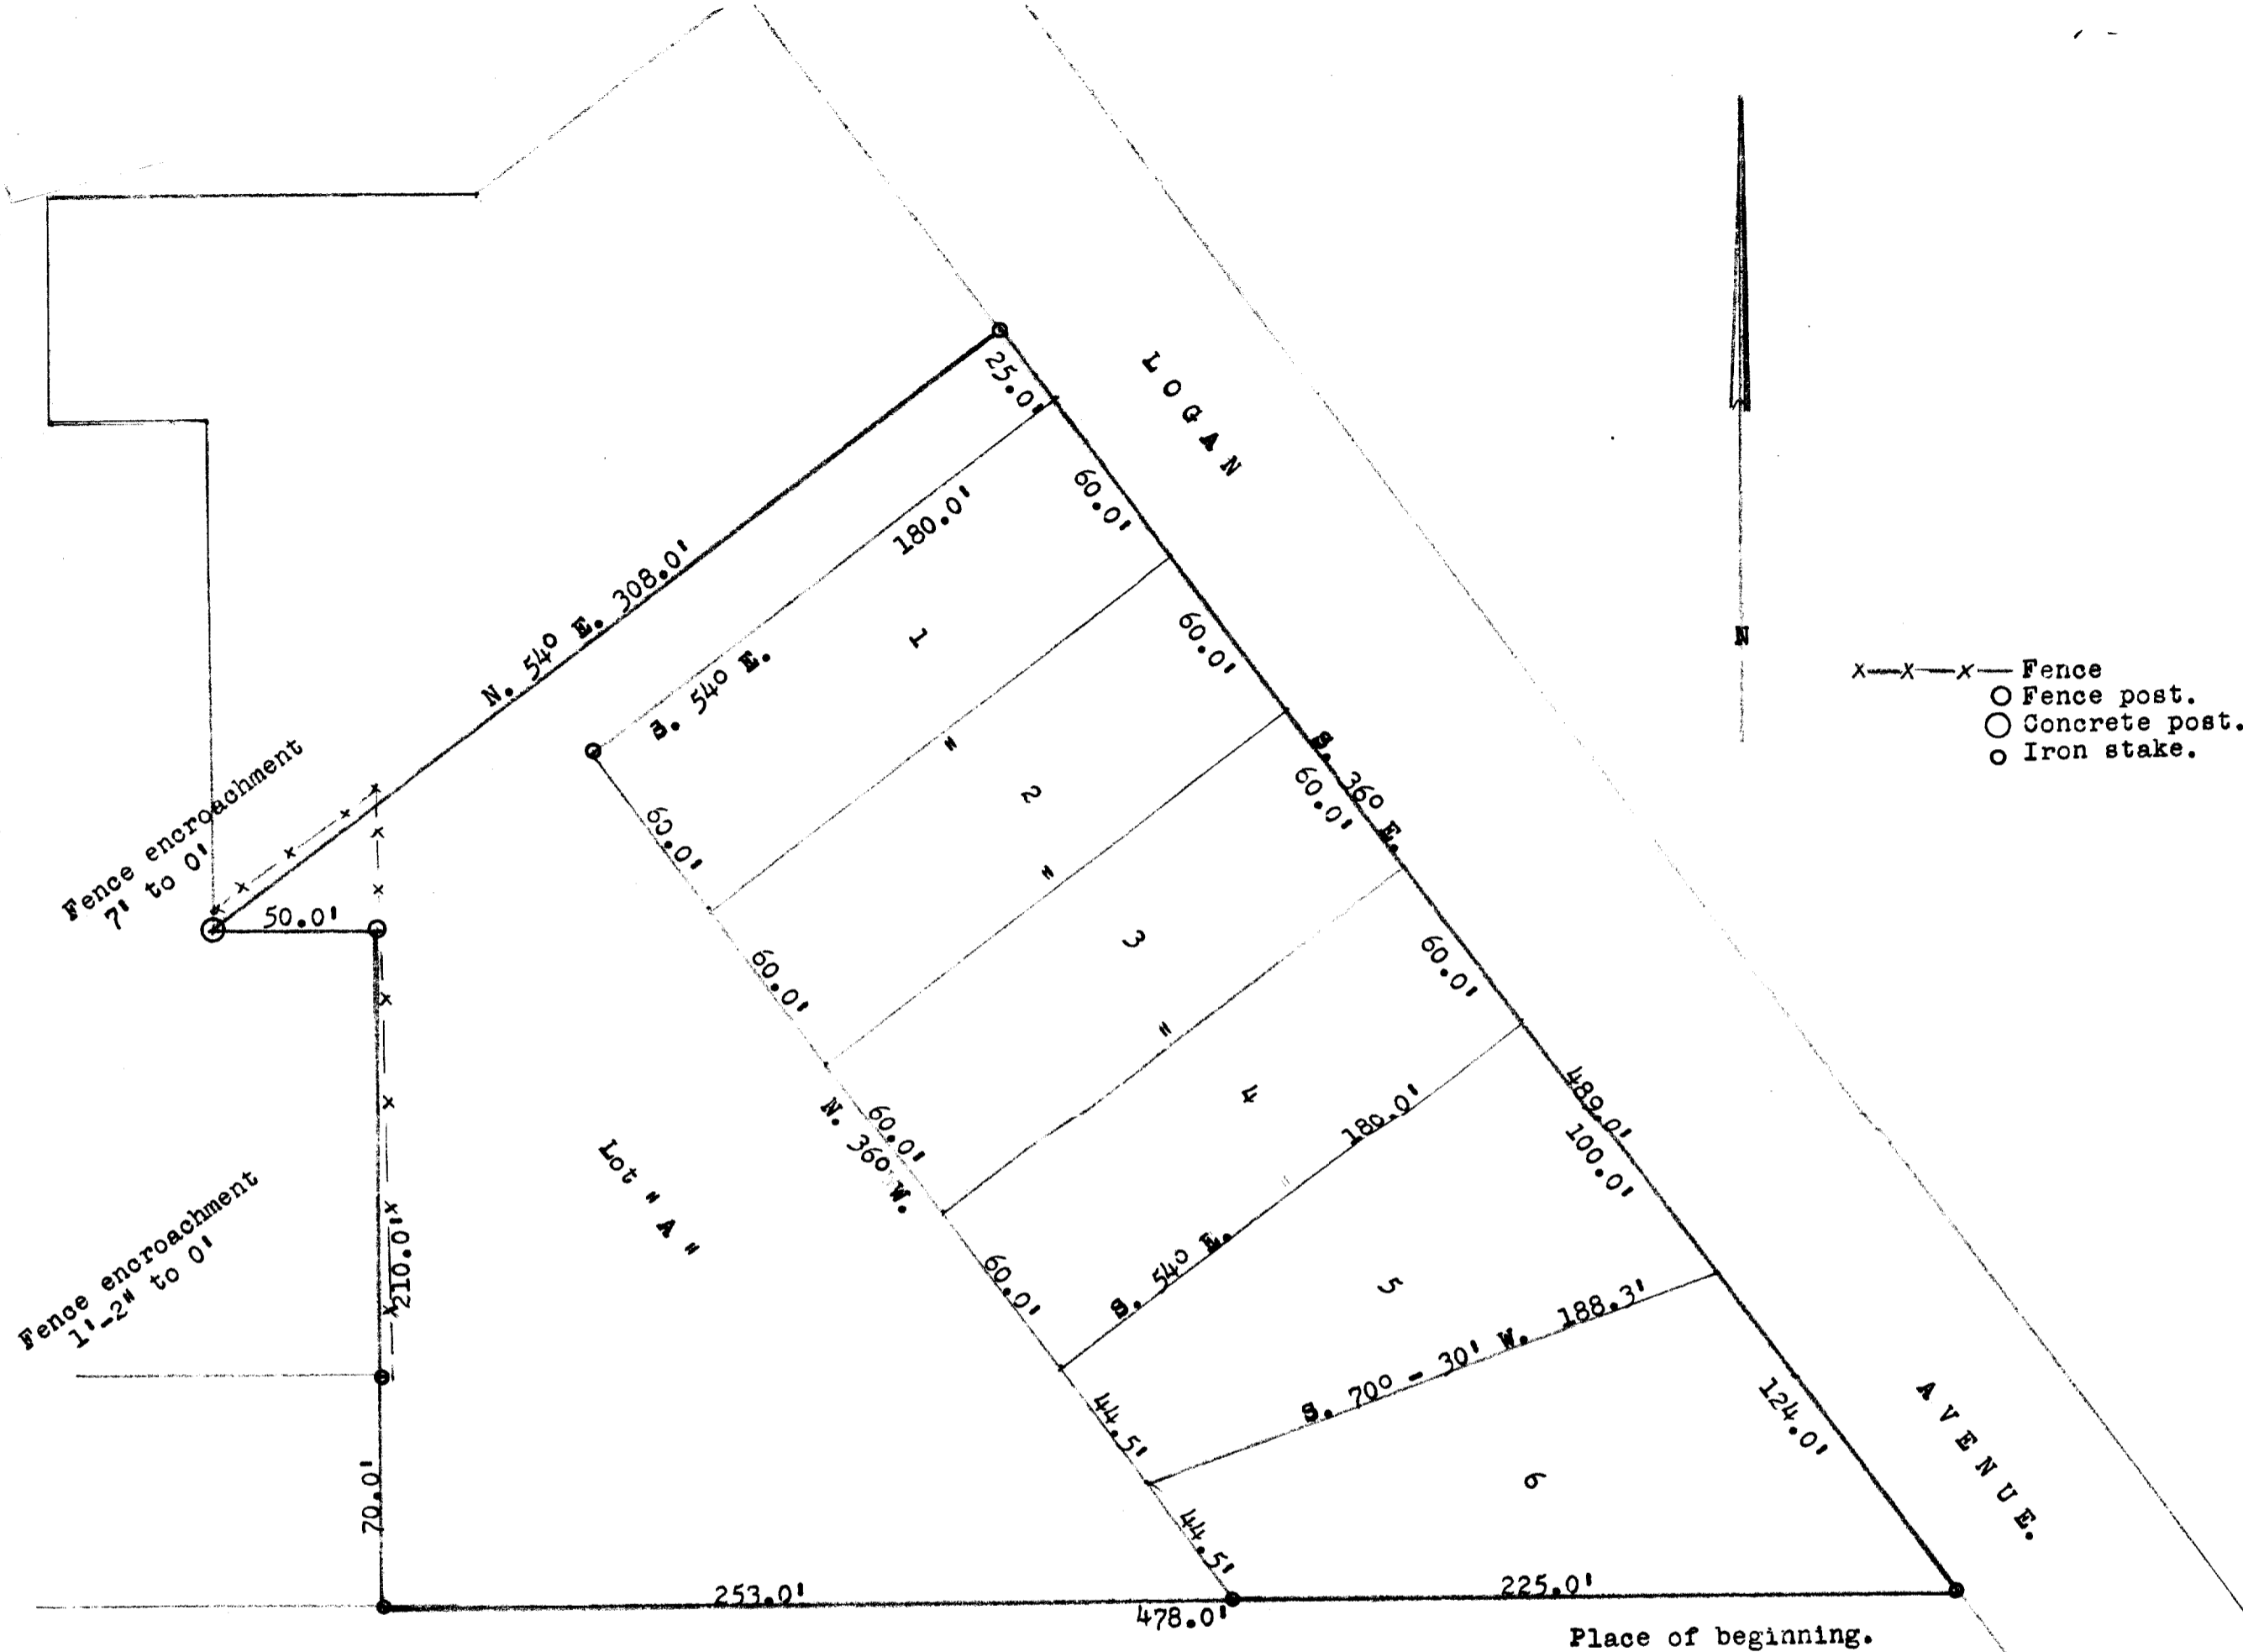 LOGAN
25.0'
60.0'
180.0'
N. 54° E. 308.0'
S. 54° E.
1
60.0'
"
2
S. 36° E.
60.0'
Fence
Fence post.
Concrete post.
Iron stake.
N
Fence encroachment
7' to 0'
50.0'
60.0'
"
3
60.0'
60.0'
"
4
N. 36° W.
60.0'
Lot " A "
489.0'
100.0'
180.0'
"
S. 54° E.
210.0'
Fence encroachment
1'-2" to 0'
60.0'
5
S. 70° - 30' W. 188.3'
44.5'
124.0'
AVENUE.
6
70.0'
44.5'
253.0'
225.0'
478.0'
Place of beginning.